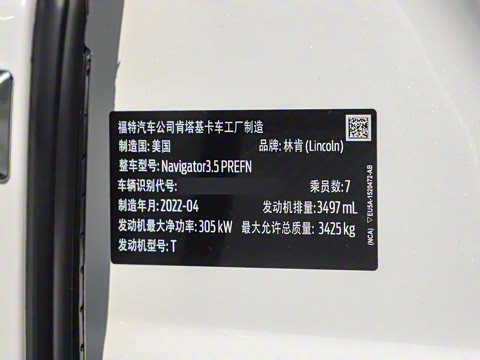 福特汽车公司肯塔基卡车工厂制造
制造国: 美国 品牌: 林肯 (Lincoln)
整车型号: Navigator3.5 PREFN
车辆识别代号: 乘员数: 7
制造年月: 2022-04 发动机排量: 3497 mL
发动机最大净功率: 305 kW 最大允许总质量: 3425 kg
发动机型号: T
(NCA) ▽EU5A-1520472-AB